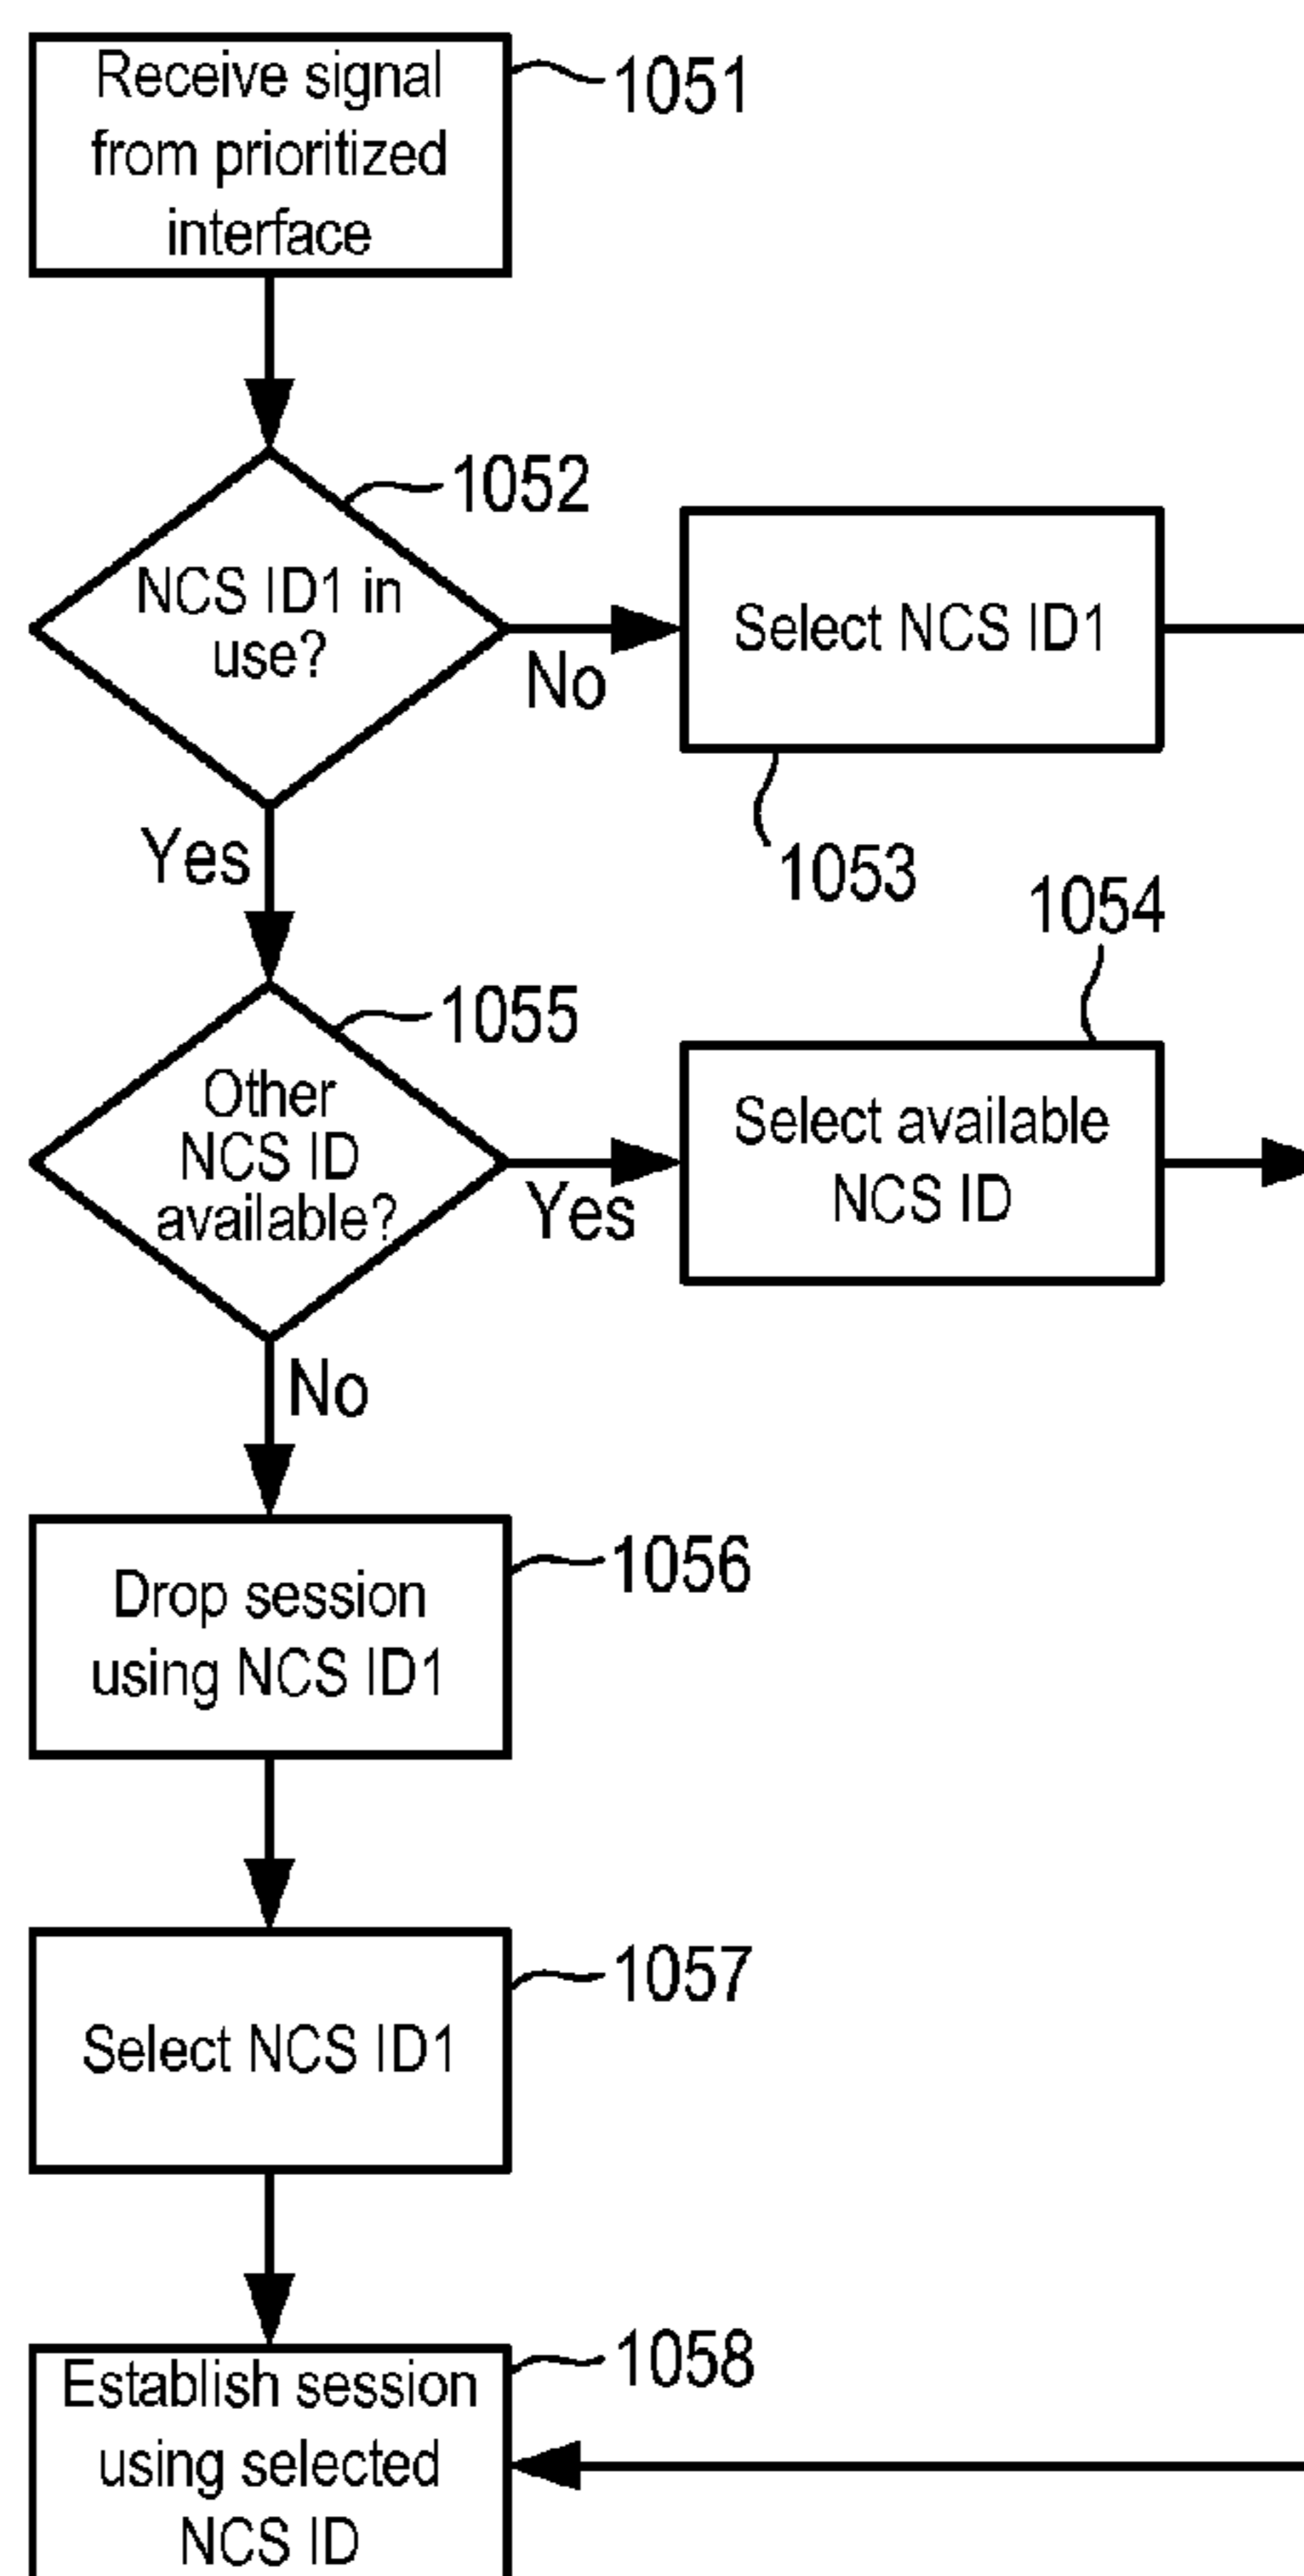 Receive signal
from prioritized
interface
1051
1052
NCS ID1 in
use?
No
Select NCS ID1
1053
Yes
1054
1055
Other
NCS ID
available?
Yes
Select available
NCS ID
No
1056
Drop session
using NCS ID1
1057
Select NCS ID1
1058
Establish session
using selected
NCS ID